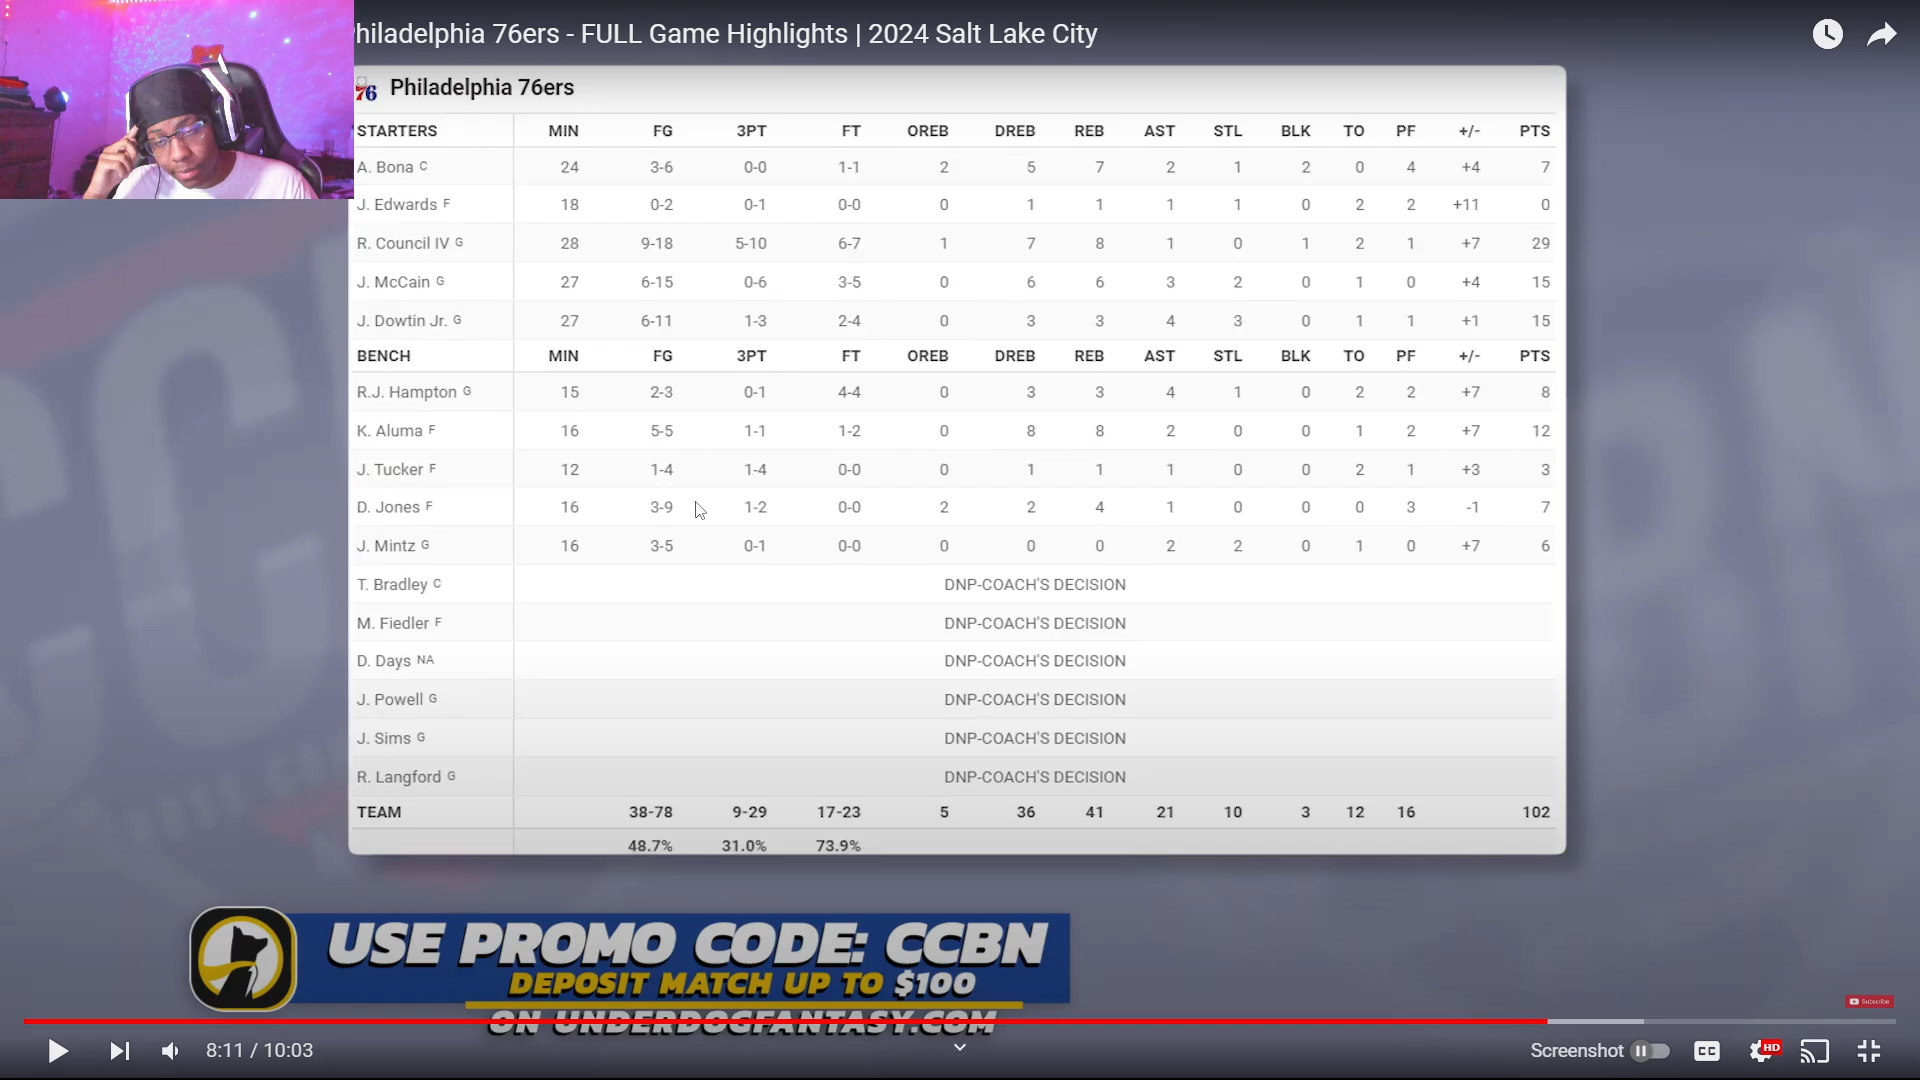 Philadelphia 76ers - FULL Game Highlights | 2024 Salt Lake City
76 Philadelphia 76ers
STARTERS MIN FG 3PT FT OREB DREB REB AST STL BLK TO PF +/- PTS
A. Bona C 24 3-6 0-0 1-1 2 5 7 2 1 2 0 4 +4 7
J. Edwards F 18 0-2 0-1 0-0 0 1 1 1 1 0 2 2 +11 0
R. Council IV G 28 9-18 5-10 6-7 1 7 8 1 0 1 2 1 +7 29
J. McCain G 27 6-15 0-6 3-5 0 6 6 3 2 0 1 0 +4 15
J. Dowtin Jr. G 27 6-11 1-3 2-4 0 3 3 4 3 0 1 1 +1 15
BENCH MIN FG 3PT FT OREB DREB REB AST STL BLK TO PF +/- PTS
R.J. Hampton G 15 2-3 0-1 4-4 0 3 3 4 1 0 2 2 +7 8
K. Aluma F 16 5-5 1-1 1-2 0 8 8 2 0 0 1 2 +7 12
J. Tucker F 12 1-4 1-4 0-0 0 1 1 1 0 0 2 1 +3 3
D. Jones F 16 3-9 1-2 0-0 2 2 4 1 0 0 0 3 -1 7
J. Mintz G 16 3-5 0-1 0-0 0 0 0 2 2 0 1 0 +7 6
T. Bradley C DNP-COACH'S DECISION
M. Fiedler F DNP-COACH'S DECISION
D. Days NA DNP-COACH'S DECISION
J. Powell G DNP-COACH'S DECISION
J. Sims G DNP-COACH'S DECISION
R. Langford G DNP-COACH'S DECISION
TEAM 38-78 9-29 17-23 5 36 41 21 10 3 12 16 102
48.7% 31.0% 73.9%
USE PROMO CODE: CCBN
DEPOSIT MATCH UP TO $100
ON UNDERDOGFANTASY.COM
Subscribe
8:11 / 10:03
Screenshot
CC
HD